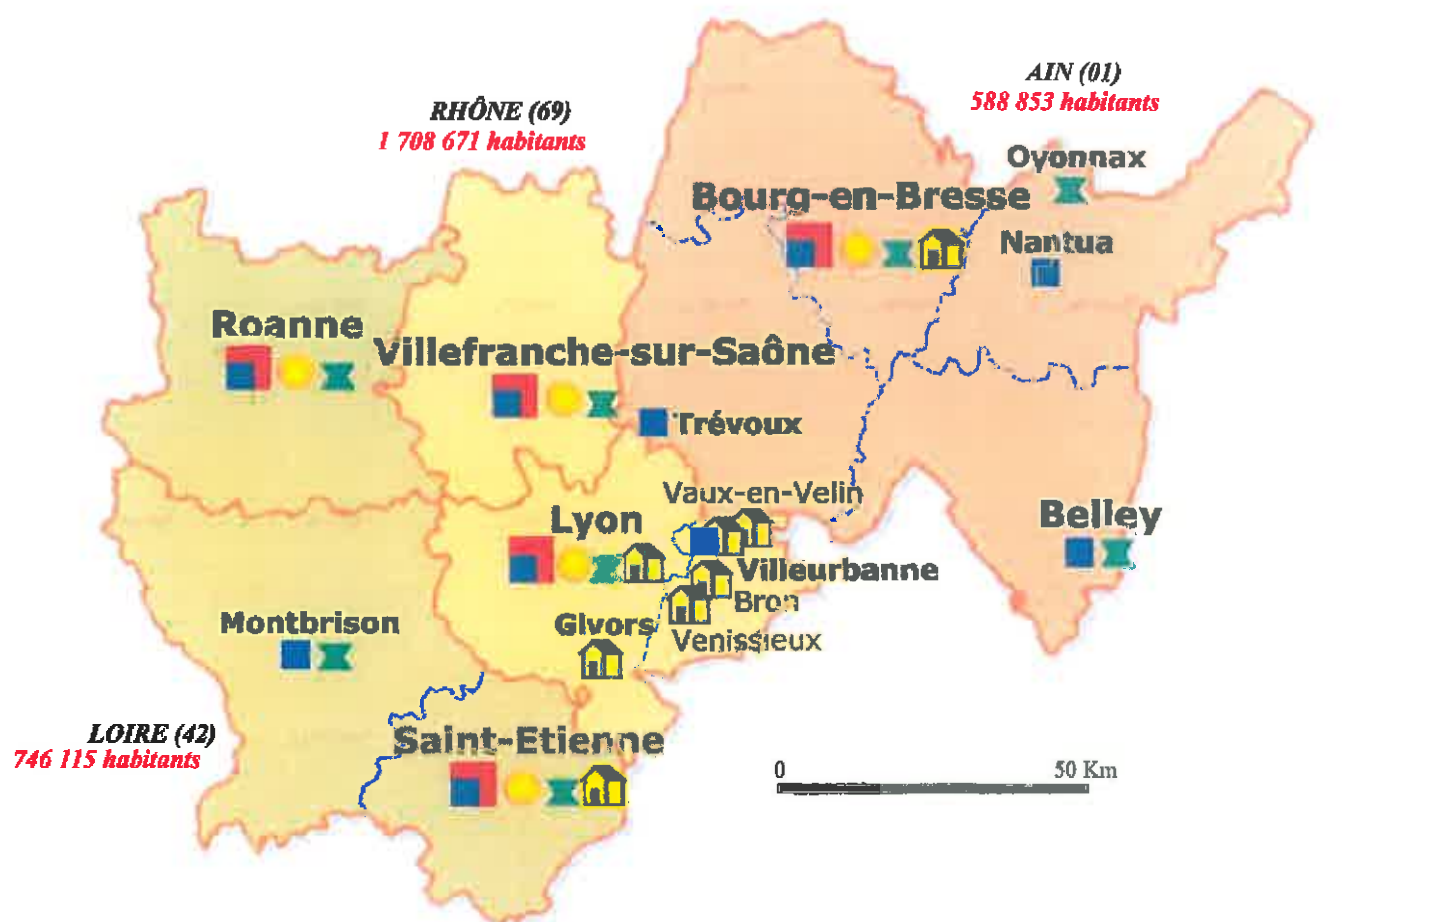 AIN (01)
588 853 habitants
RHÔNE (69)
1 708 671 habitants
Oyonnax
Bourg-en-Bresse
Nantua
Roanne
Villefranche-sur-Saône
Trévoux
Vaux-en-Velin
Lyon
Belley
Villeurbanne
Bron
Montbrison
Givors
Venissieux
LOIRE (42)
746 115 habitants
Saint-Etienne
0 50 Km